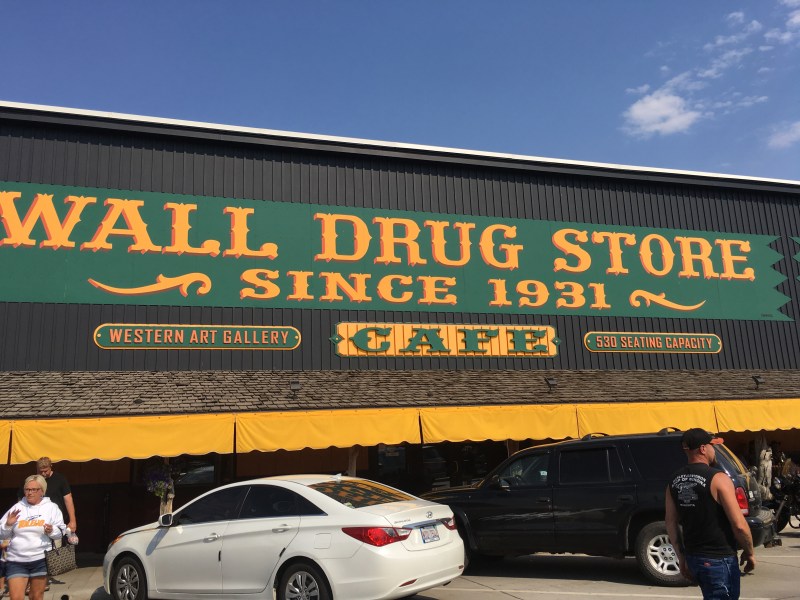 WALL DRUG STORE
SINCE 1931
WESTERN ART GALLERY
CAFE
530 SEATING CAPACITY